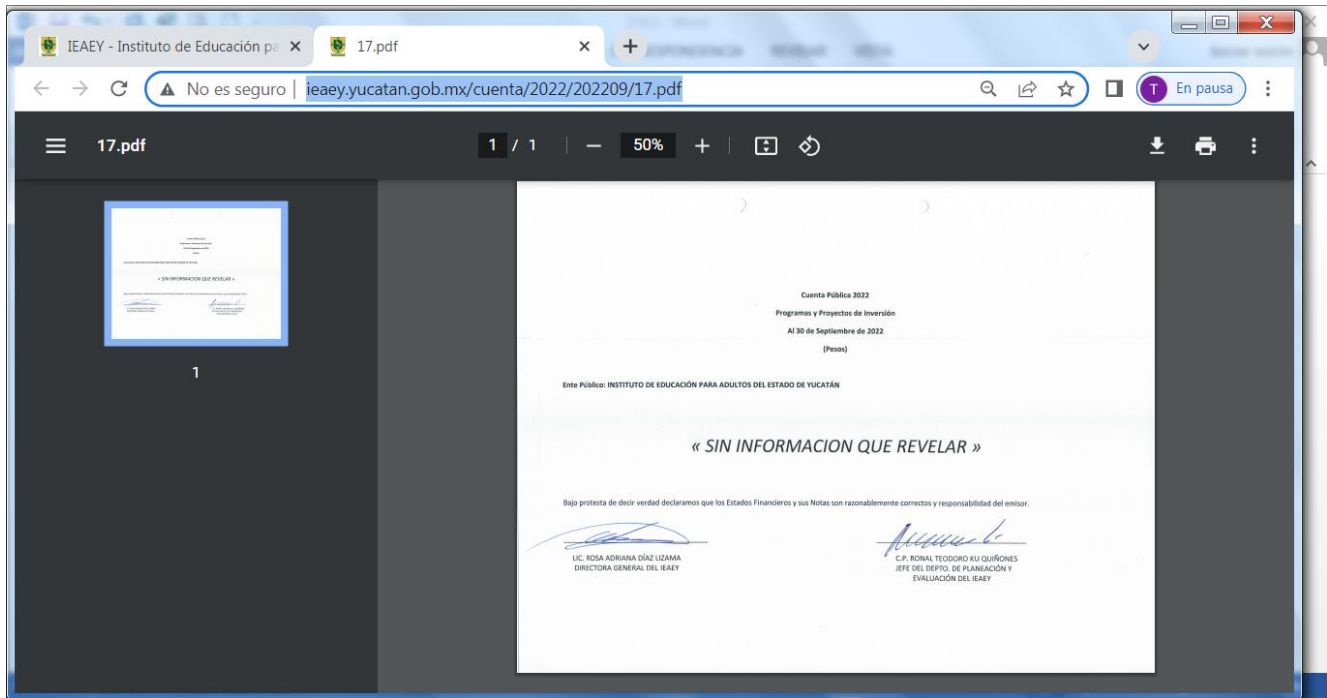 IEAEY - Instituto de Educación pa
17.pdf
No es seguro
ieaey.yucatan.gob.mx/cuenta/2022/202209/17.pdf
T
En pausa
17.pdf
1 / 1
50%
1
Cuenta Pública 2022
Programas y Proyectos de Inversión
Al 30 de Septiembre de 2022
(Pesos)
Ente Público: INSTITUTO DE EDUCACIÓN PARA ADULTOS DEL ESTADO DE YUCATÁN
« SIN INFORMACION QUE REVELAR »
Bajo protesta de decir verdad declaramos que los Estados Financieros y sus Notas son razonablemente correctos y responsabilidad del emisor.
LIC. ROSA ADRIANA DÍAZ LIZAMA
DIRECTORA GENERAL DEL IEAEY
C.P. RONAL TEODORO KU QUIÑONES
JEFE DEL DEPTO. DE PLANEACIÓN Y
EVALUACIÓN DEL IEAEY